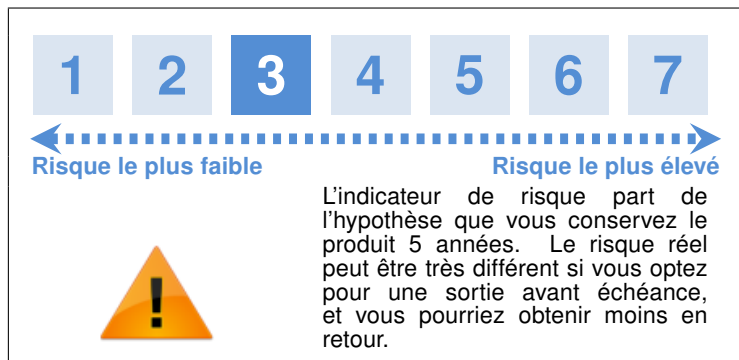 1 2 3 4 5 6 7
Risque le plus faible Risque le plus élevé
L'indicateur de risque part de
l'hypothèse que vous conservez le
produit 5 années. Le risque réel
peut être très différent si vous optez
pour une sortie avant échéance,
et vous pourriez obtenir moins en
retour.